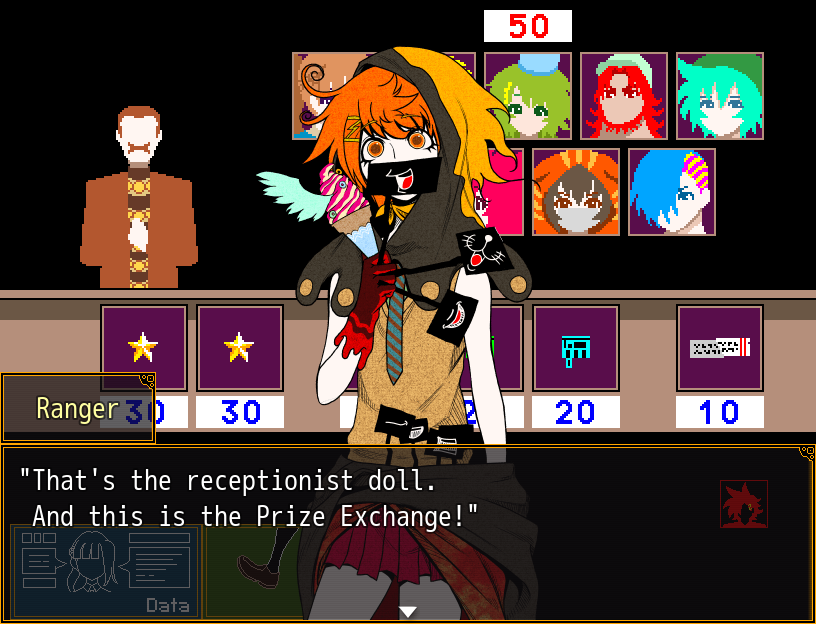 50
30
30
20
10
Ranger
"That's the receptionist doll.
And this is the Prize Exchange!"
Data